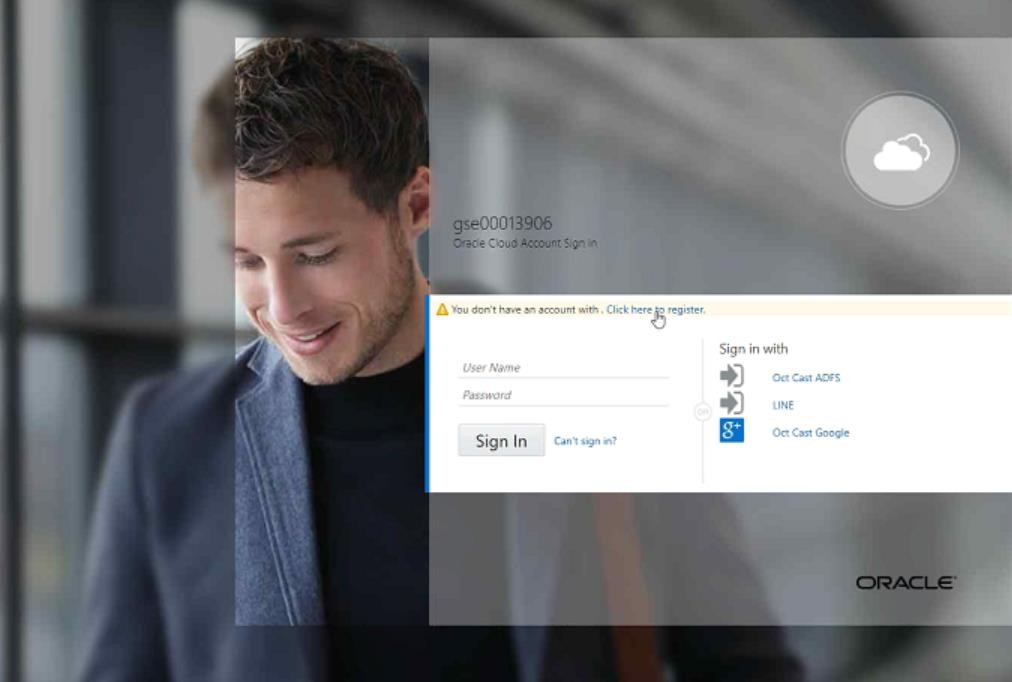 gse00013906
Oracle Cloud Account Sign In
You don't have an account with . Click here to register.
User Name
Password
Sign In
Can't sign in?
OR
Sign in with
Oct Cast ADFS
LINE
g+
Oct Cast Google
ORACLE®